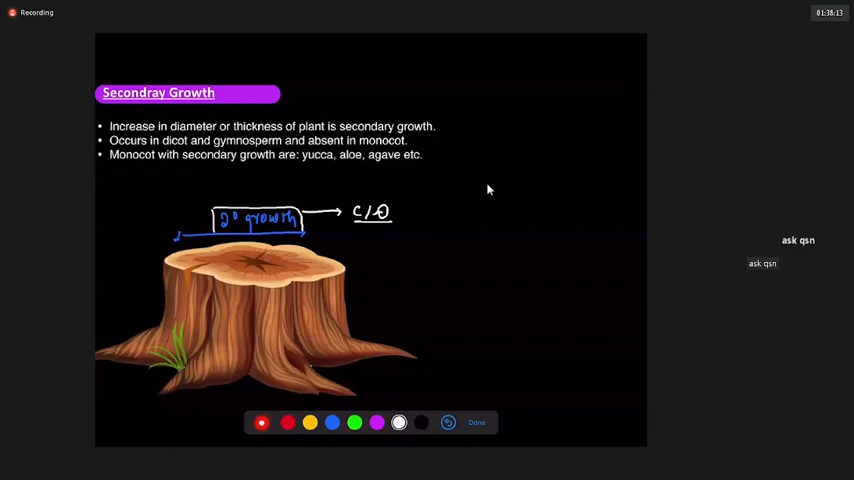 Recording
01:38:13
Secondray Growth
• Increase in diameter or thickness of plant is secondary growth.
• Occurs in dicot and gymnosperm and absent in monocot.
• Monocot with secondary growth are: yucca, aloe, agave etc.
2° growth
ask qsn
ask qsn
Done